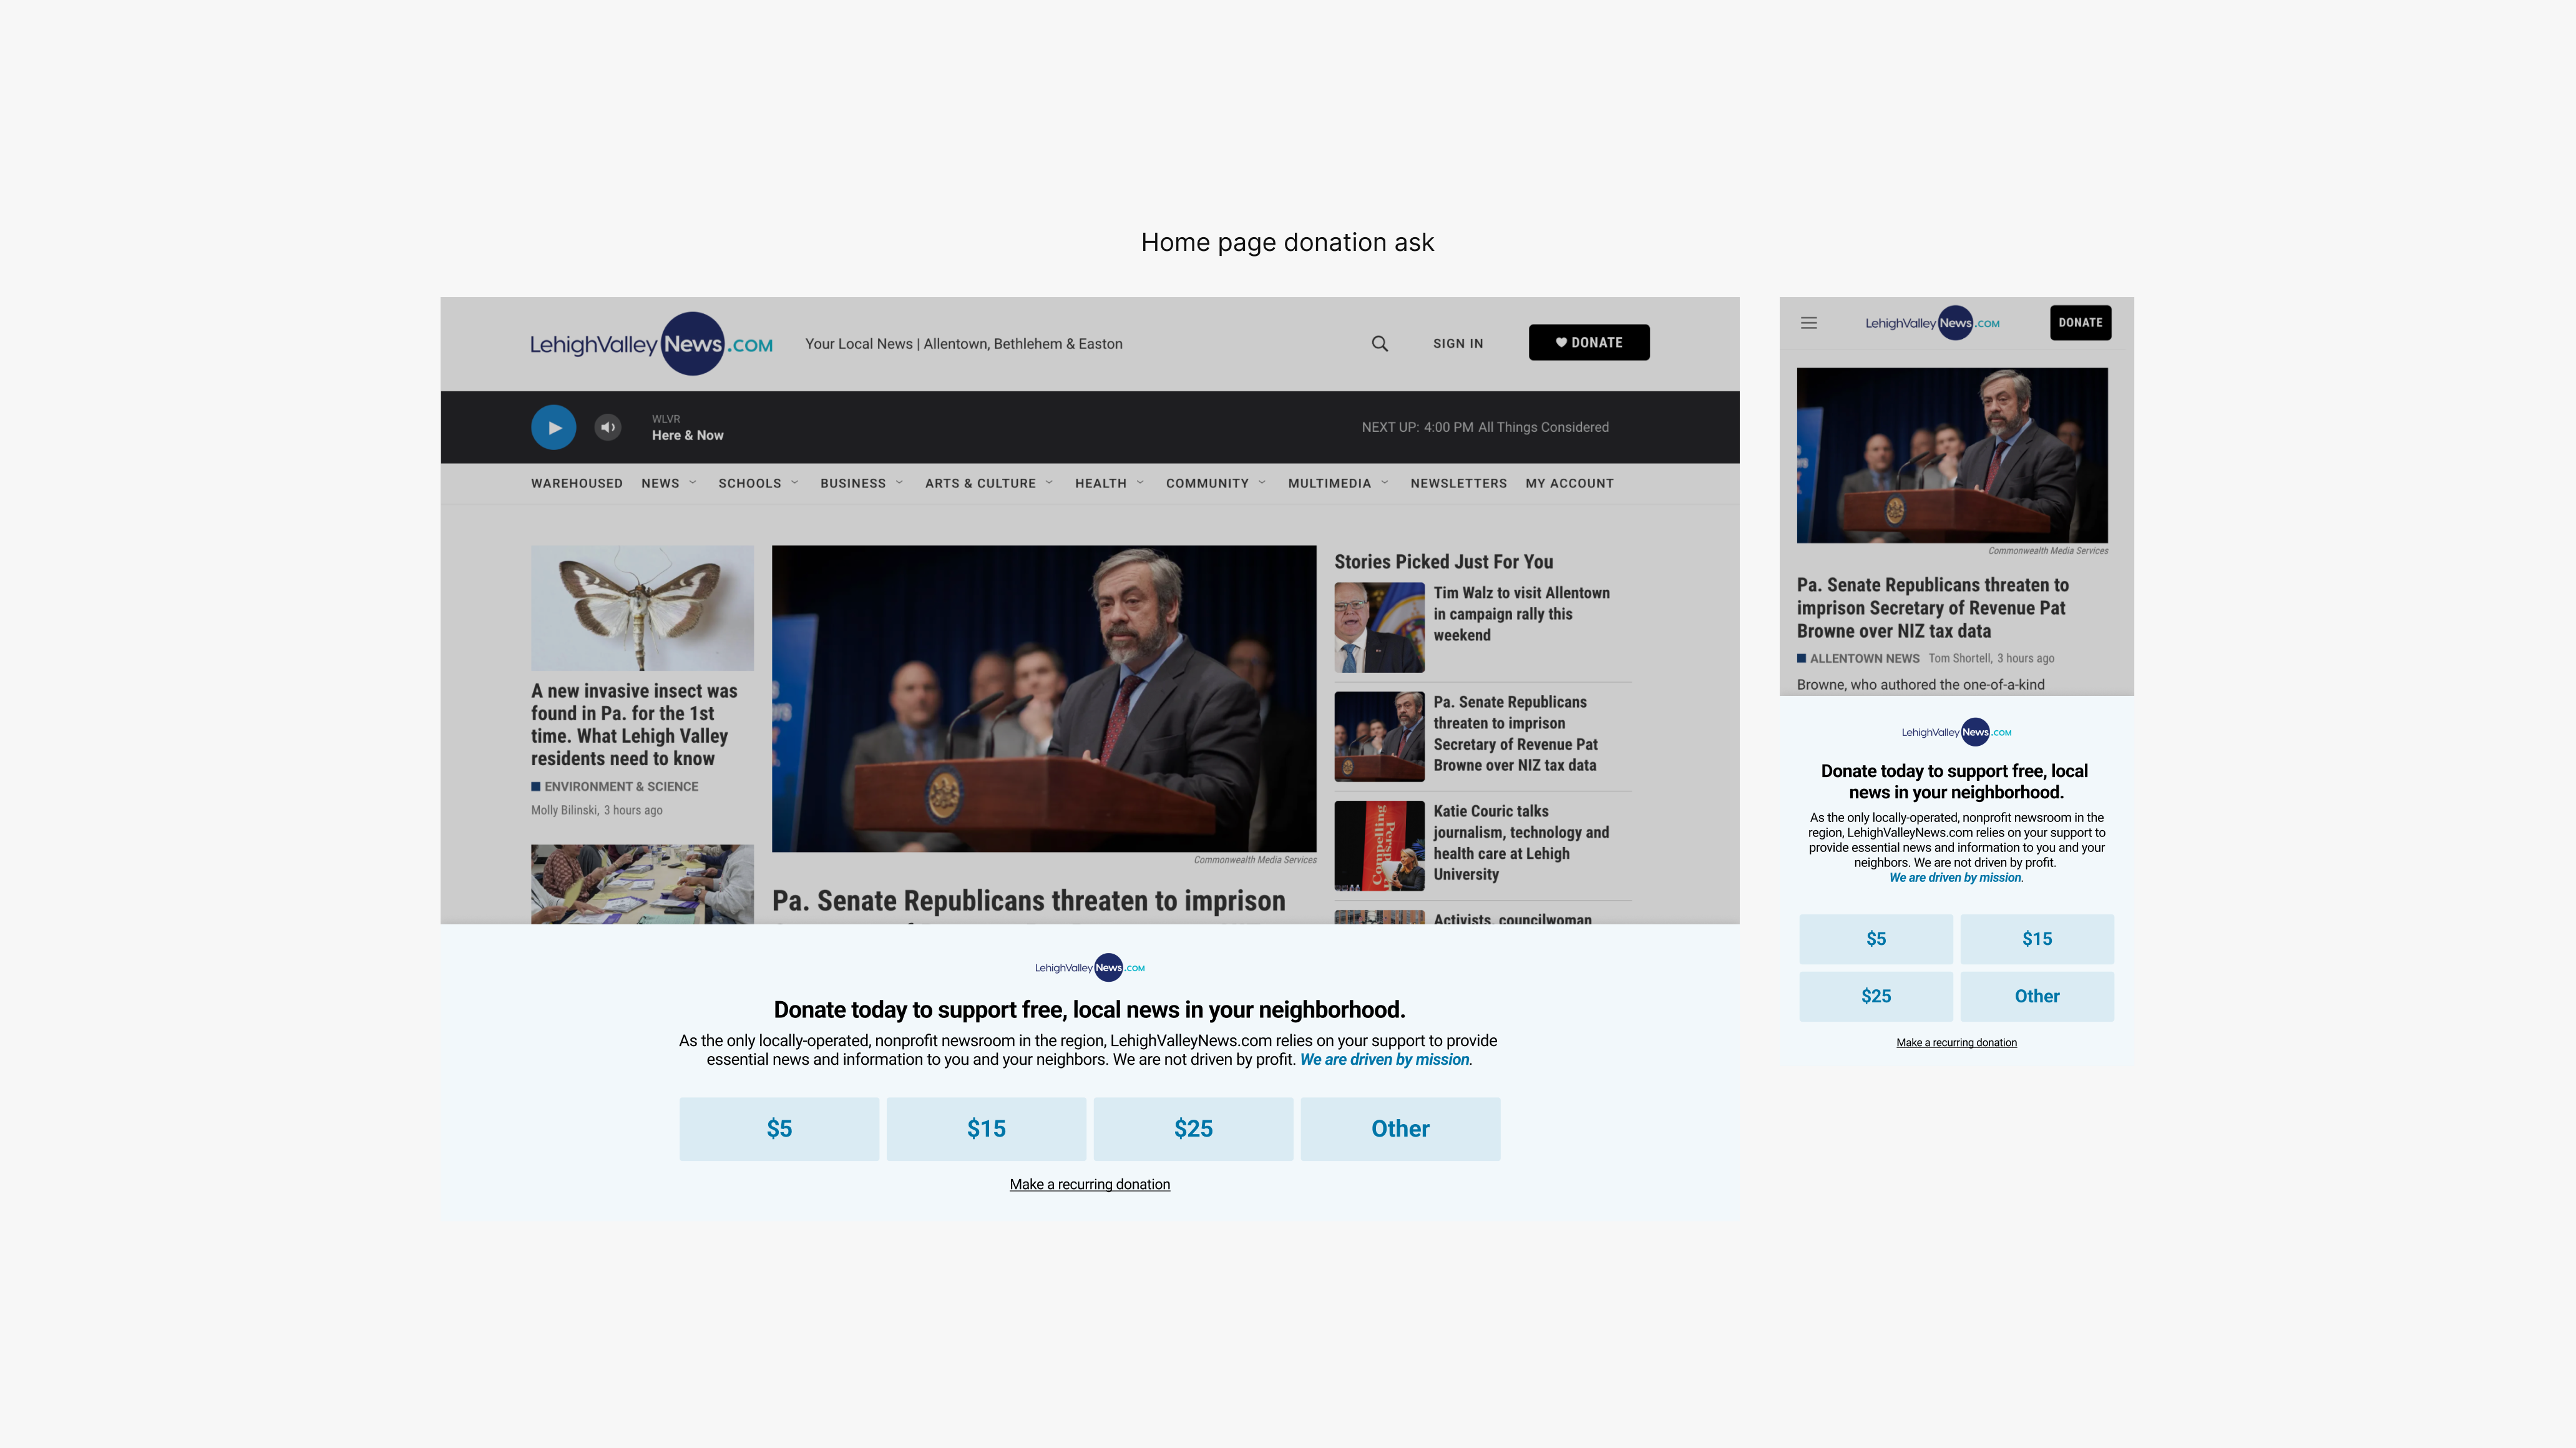 Home page donation ask
LehighValley News .COM
Your Local News | Allentown, Bethlehem & Easton
SIGN IN
DONATE
WLVR
Here & Now
NEXT UP: 4:00 PM All Things Considered
WAREHOUSED NEWS SCHOOLS BUSINESS ARTS & CULTURE HEALTH COMMUNITY MULTIMEDIA NEWSLETTERS MY ACCOUNT
A new invasive insect was
found in Pa. for the 1st
time. What Lehigh Valley
residents need to know
ENVIRONMENT & SCIENCE
Molly Bilinski, 3 hours ago
Commonwealth Media Services
Pa. Senate Republicans threaten to imprison
Stories Picked Just For You
Tim Walz to visit Allentown
in campaign rally this
weekend
Pa. Senate Republicans
threaten to imprison
Secretary of Revenue Pat
Browne over NIZ tax data
Compelling
Katie Couric talks
journalism, technology and
health care at Lehigh
University
Activists, councilwoman
LehighValley News .COM
Donate today to support free, local news in your neighborhood.
As the only locally-operated, nonprofit newsroom in the region, LehighValleyNews.com relies on your support to provide
essential news and information to you and your neighbors. We are not driven by profit. We are driven by mission.
$5
$15
$25
Other
Make a recurring donation
LehighValley News .COM
DONATE
Commonwealth Media Services
Pa. Senate Republicans threaten to
imprison Secretary of Revenue Pat
Browne over NIZ tax data
ALLENTOWN NEWS Tom Shortell, 3 hours ago
Browne, who authored the one-of-a-kind
LehighValley News .COM
Donate today to support free, local
news in your neighborhood.
As the only locally-operated, nonprofit newsroom in the
region, LehighValleyNews.com relies on your support to
provide essential news and information to you and your
neighbors. We are not driven by profit.
We are driven by mission.
$5
$15
$25
Other
Make a recurring donation